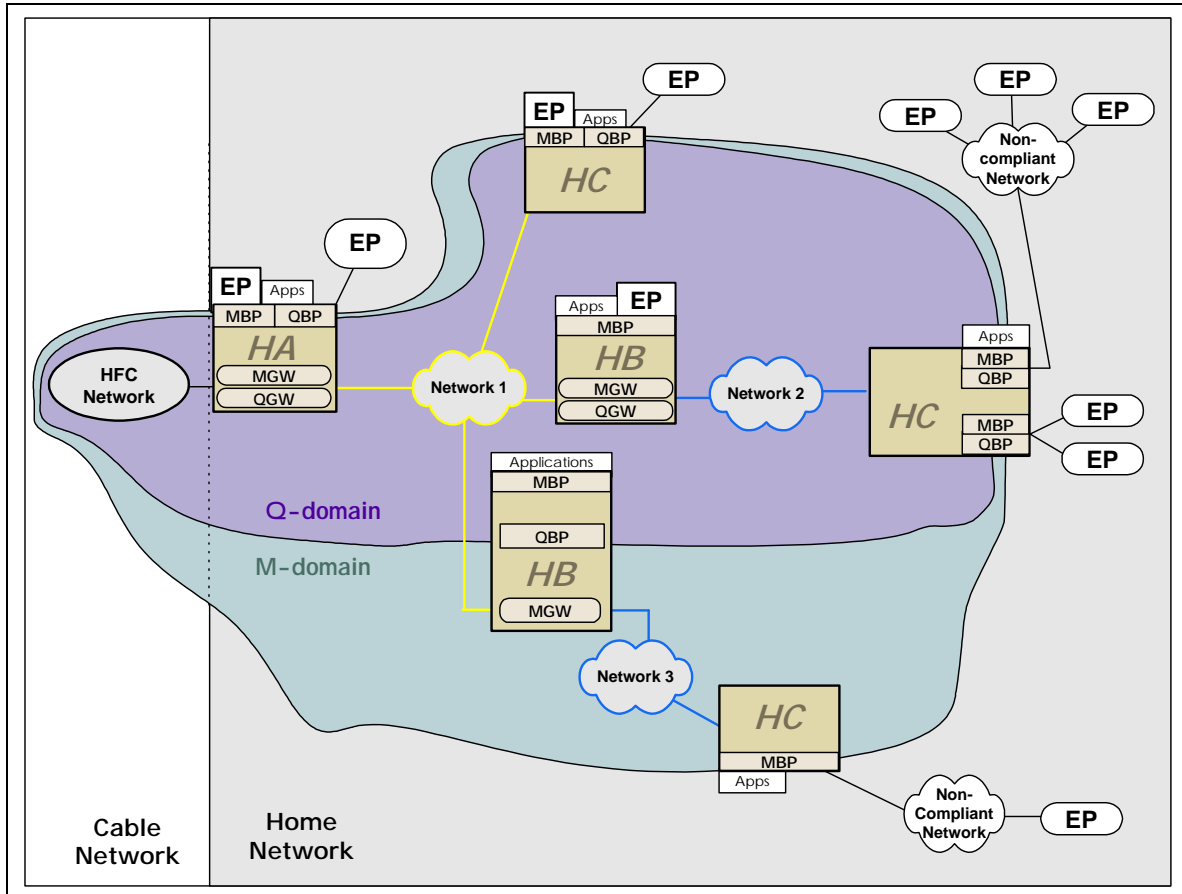 EP
EP
EP
EP
Non-
compliant
Network
EP
Apps
EP
MBP
QBP
HC
EP
EP
Apps
MBP
QBP
HA
MGW
QGW
HFC
Network
Network 1
Apps
EP
MBP
HB
MGW
QGW
Network 2
Apps
MBP
QBP
HC
MBP
QBP
EP
EP
Applications
MBP
QBP
HB
MGW
Q-domain
M-domain
Network 3
HC
MBP
Apps
Non-
Compliant
Network
EP
Cable
Network
Home
Network